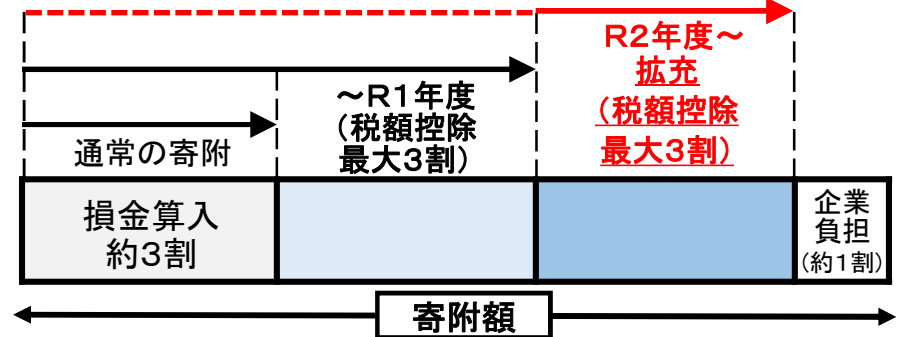 R2年度～
拡充
(税額控除
最大3割)
～R1年度
(税額控除
最大3割)
通常の寄附
損金算入
約3割
企業
負担
(約1割)
寄附額